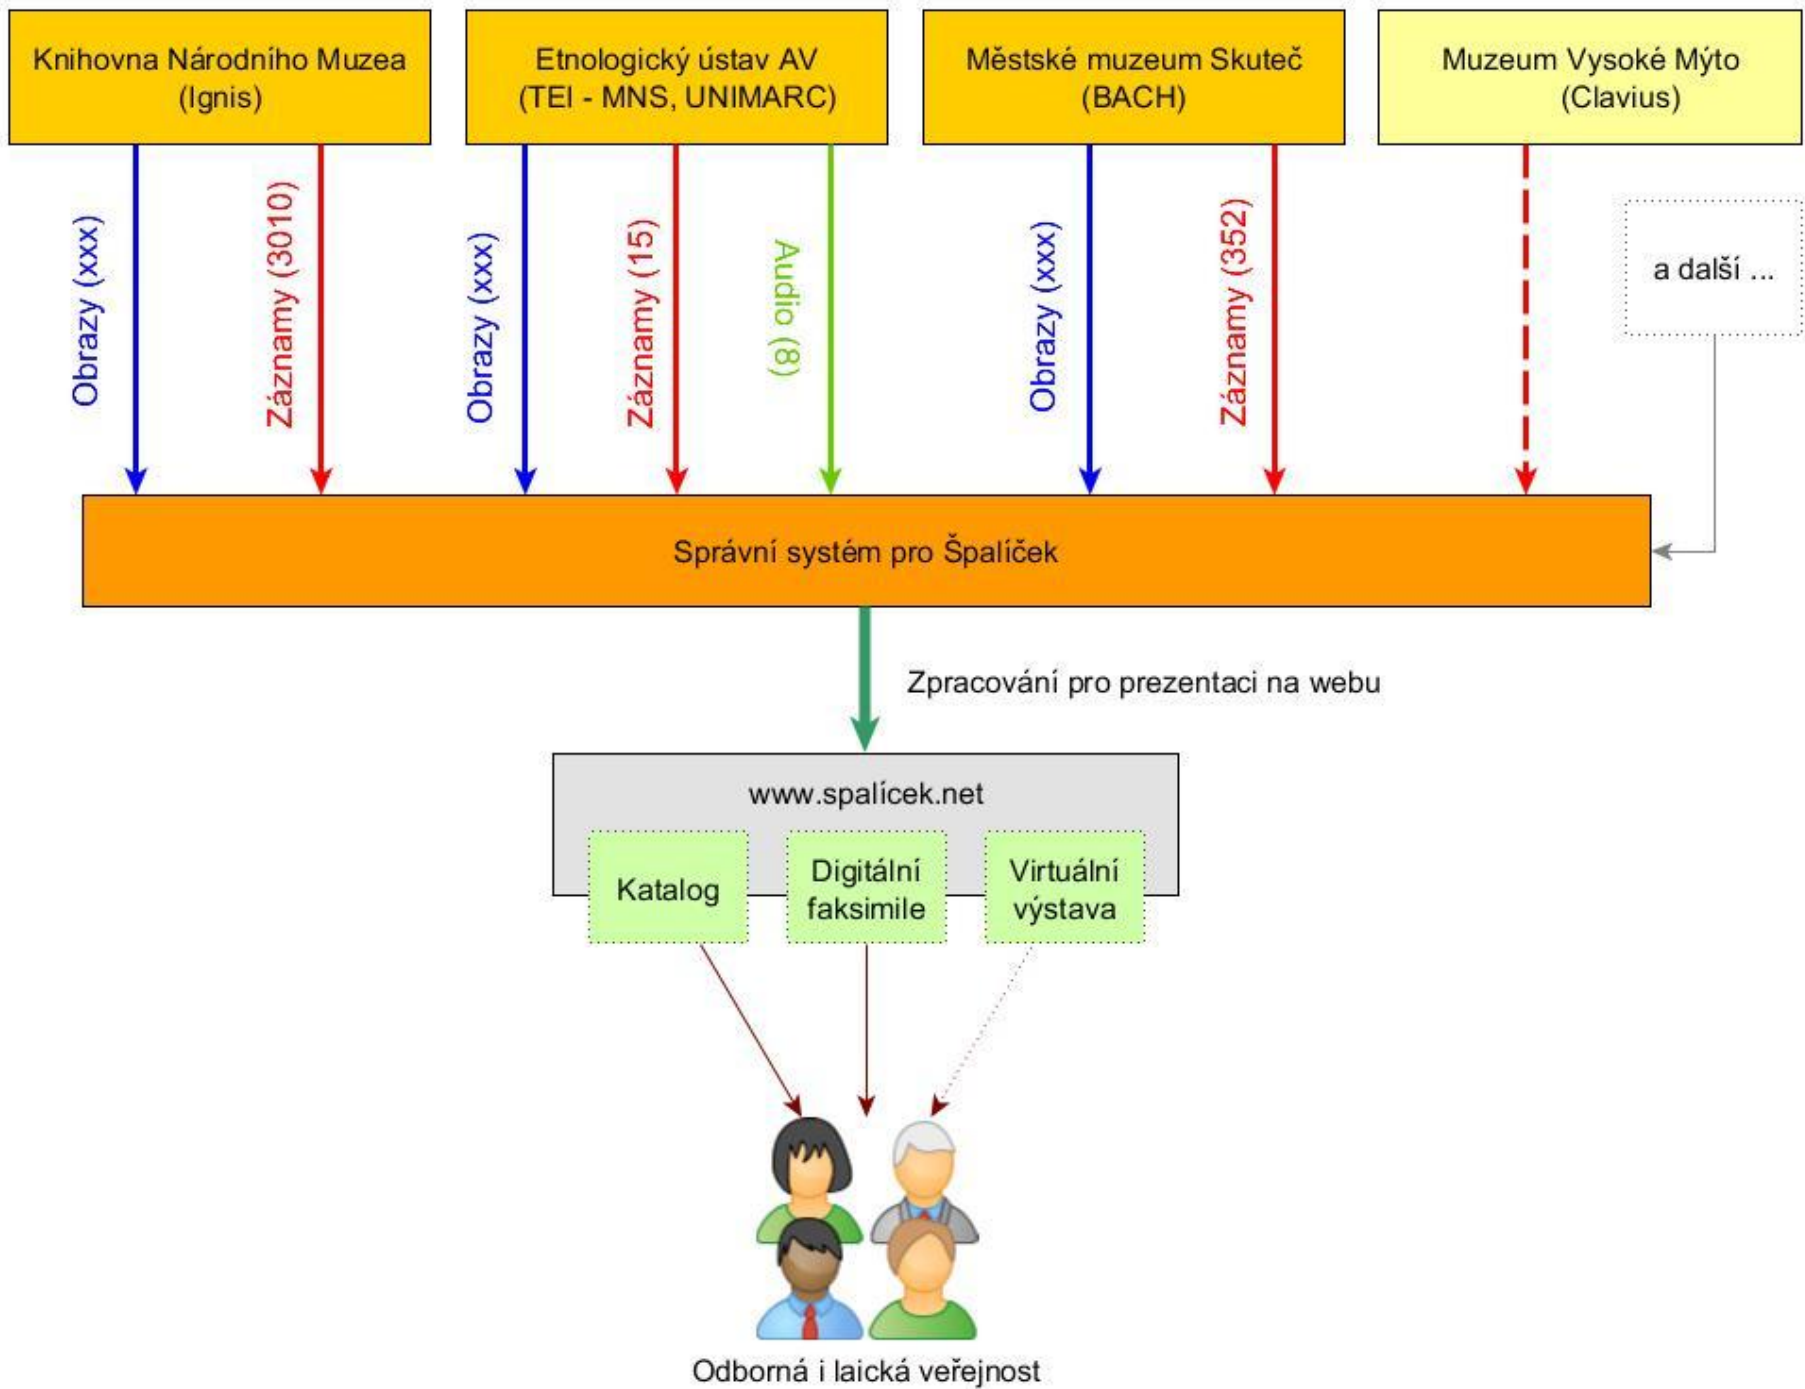 Knihovna Národního Muzea
(Ignis)
Etnologický ústav AV
(TEI - MNS, UNIMARC)
Městské muzeum Skuteč
(BACH)
Muzeum Vysoké Mýto
(Clavius)
Obrazy (xxx)
Záznamy (3010)
Obrazy (xxx)
Záznamy (15)
Audio (8)
Obrazy (xxx)
Záznamy (352)
a další ...
Správní systém pro Špalíček
Zpracování pro prezentaci na webu
www.spalícek.net
Katalog
Digitální
faksimile
Virtuální
výstava
Odborná i laická veřejnost